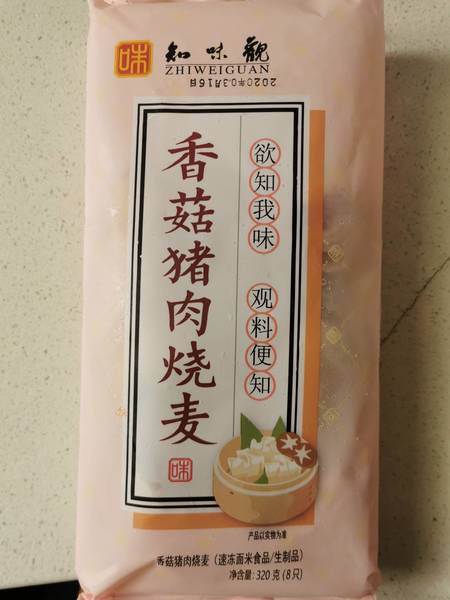 味 知味觀
ZHIWEIGUAN
2020年03月16日
香菇猪肉烧麦
味
欲知我味 观料便知
产品以实物为准
香菇猪肉烧麦（速冻面米食品/生制品）
净含量: 320克(8只)